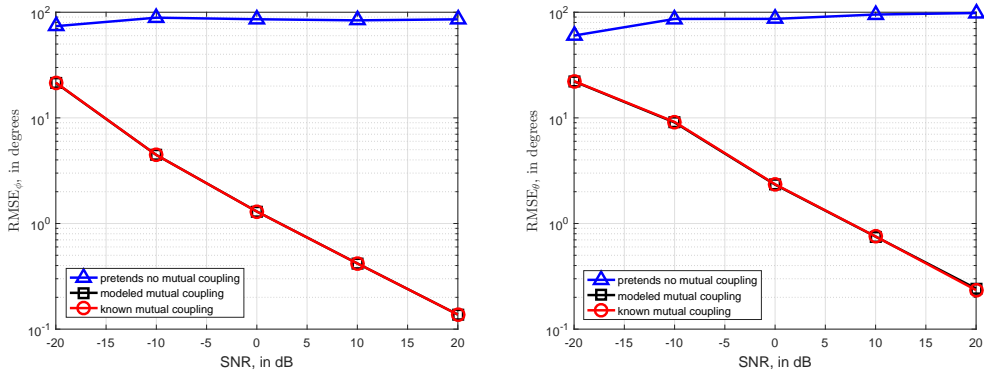 10^2
10^1
10^0
10^-1
RMSE_ϕ, in degrees
-20 -15 -10 -5 0 5 10 15 20
SNR, in dB
pretends no mutual coupling
modeled mutual coupling
known mutual coupling
10^2
10^1
10^0
10^-1
RMSE_θ, in degrees
-20 -15 -10 -5 0 5 10 15 20
SNR, in dB
pretends no mutual coupling
modeled mutual coupling
known mutual coupling